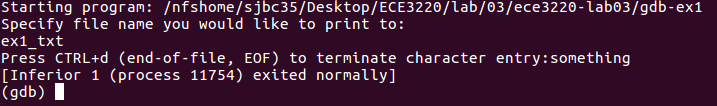 Starting program: /nfshome/sjbc35/Desktop/ECE3220/lab/03/ece3220-lab03/gdb-ex1
Specify file name you would like to print to:
ex1_txt
Press CTRL+d (end-of-file, EOF) to terminate character entry:something
[Inferior 1 (process 11754) exited normally]
(gdb)